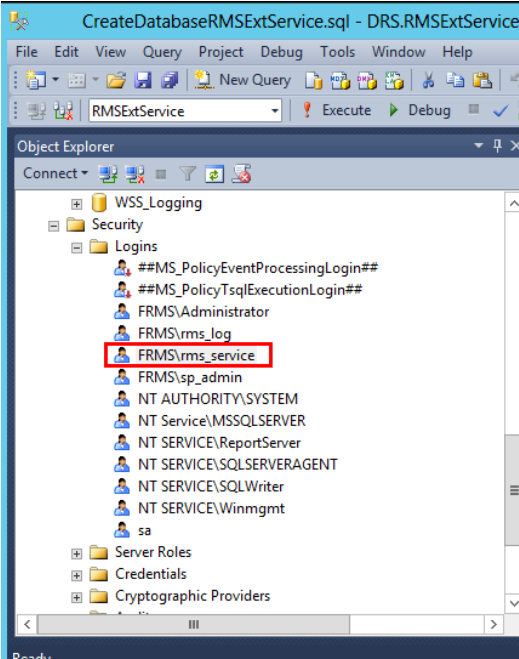 CreateDatabaseRMSExtService.sql - DRS.RMSExtService
File Edit View Query Project Debug Tools Window Help
New Query
RMSExtService Execute Debug
Object Explorer
Connect
WSS_Logging
Security
Logins
##MS_PolicyEventProcessingLogin##
##MS_PolicyTsqlExecutionLogin##
FRMS\Administrator
FRMS\rms_log
FRMS\rms_service
FRMS\sp_admin
NT AUTHORITY\SYSTEM
NT Service\MSSQLSERVER
NT SERVICE\ReportServer
NT SERVICE\SQLSERVERAGENT
NT SERVICE\SQLWriter
NT SERVICE\Winmgmt
sa
Server Roles
Credentials
Cryptographic Providers
Ready